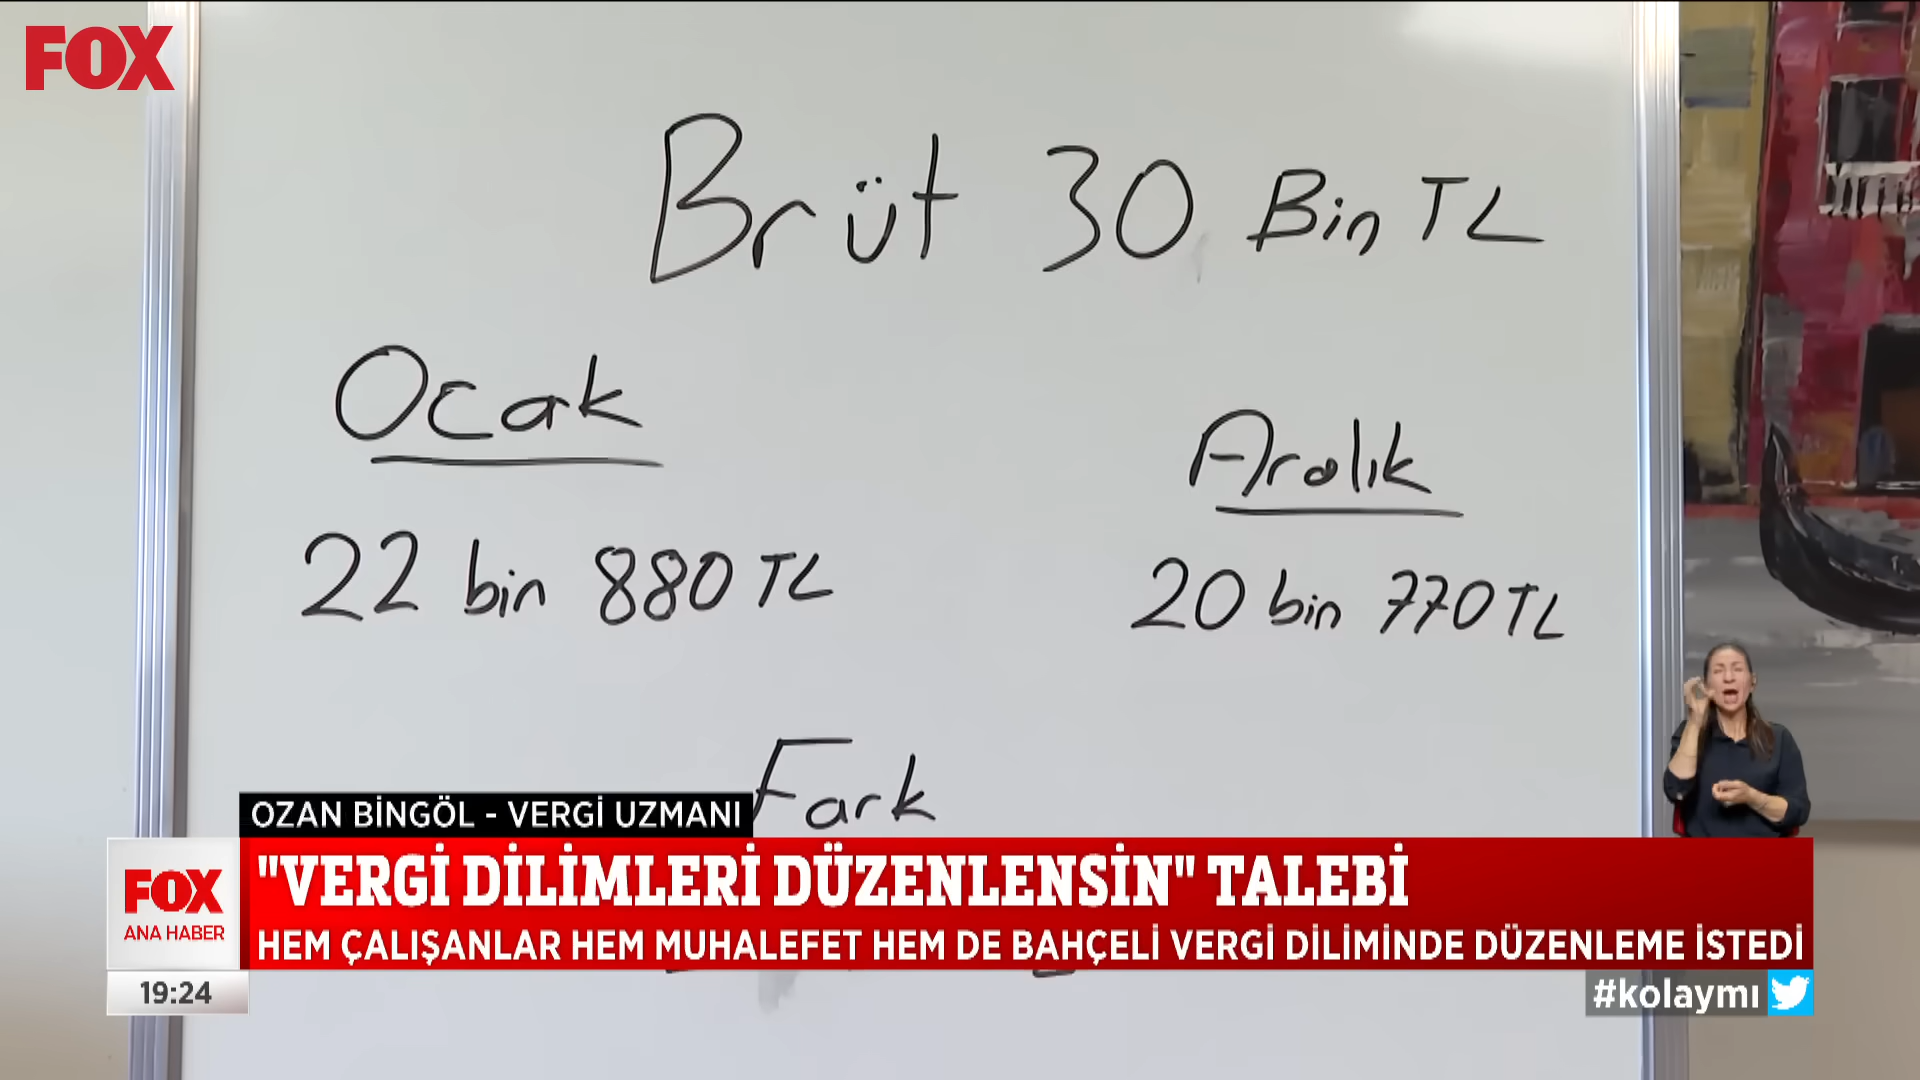 FOX
Brüt 30 Bin TL
Ocak
Aralık
22 bin 880 TL
20 bin 770 TL
Fark
OZAN BİNGÖL - VERGİ UZMANI
"VERGİ DİLİMLERİ DÜZENLENSİN" TALEBİ
HEM ÇALIŞANLAR HEM MUHALEFET HEM DE BAHÇELİ VERGİ DİLİMİNDE DÜZENLEME İSTEDİ
FOX
ANA HABER
19:24
#kolaymı